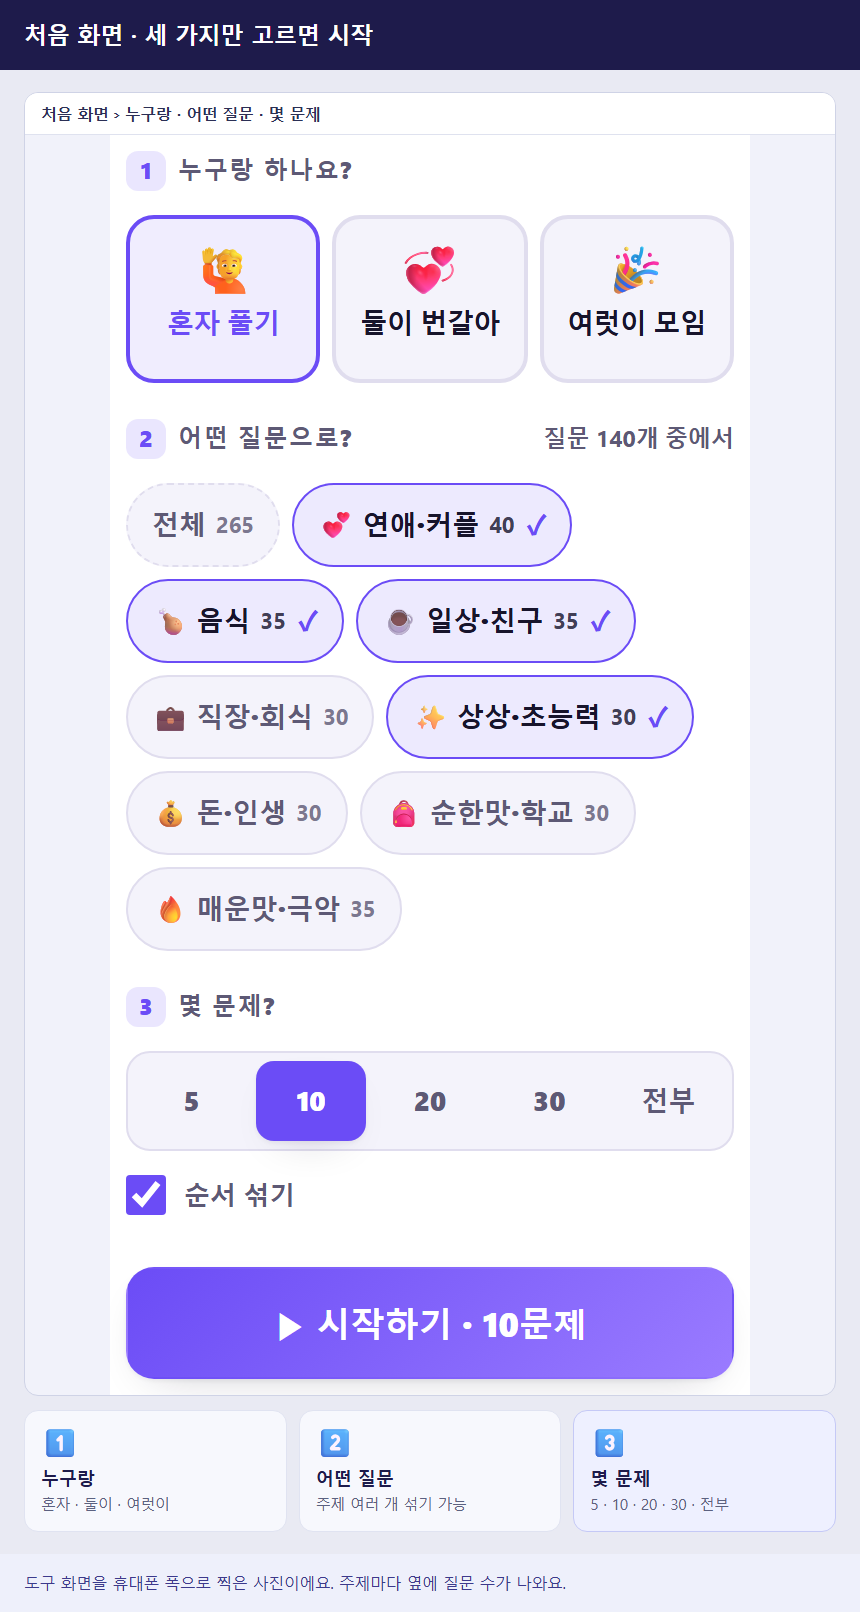 처음 화면 · 세 가지만 고르면 시작
처음 화면 › 누구랑 · 어떤 질문 · 몇 문제
1 누구랑 하나요?
혼자 풀기
둘이 번갈아
여럿이 모임
2 어떤 질문으로?
질문 140개 중에서
전체 265
연애·커플 40 ✓
음식 35 ✓
일상·친구 35 ✓
직장·회식 30
상상·초능력 30 ✓
돈·인생 30
순한맛·학교 30
매운맛·극악 35
3 몇 문제?
5 10 20 30 전부
순서 섞기
▶ 시작하기 · 10문제
1
누구랑
혼자 · 둘이 · 여럿이
2
어떤 질문
주제 여러 개 섞기 가능
3
몇 문제
5 · 10 · 20 · 30 · 전부
도구 화면을 휴대폰 폭으로 찍은 사진이에요. 주제마다 옆에 질문 수가 나와요.